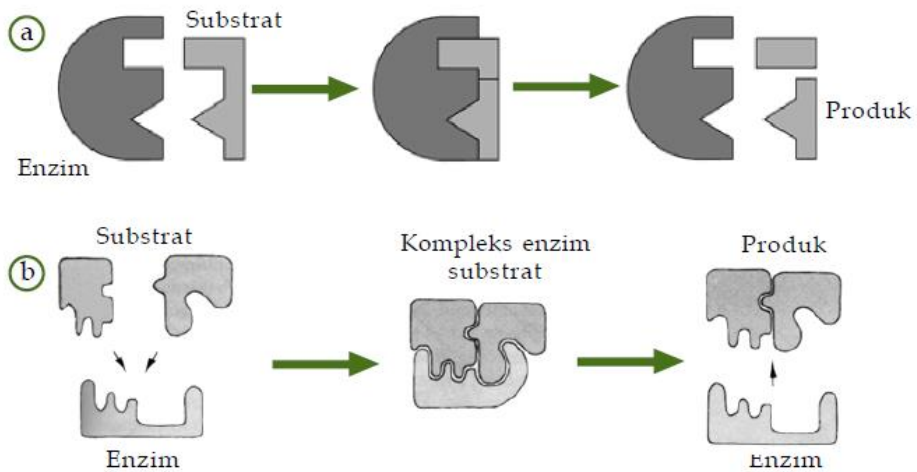 a
Substrat
Enzim
Produk
b
Substrat
Kompleks enzim
substrat
Produk
Enzim
Enzim